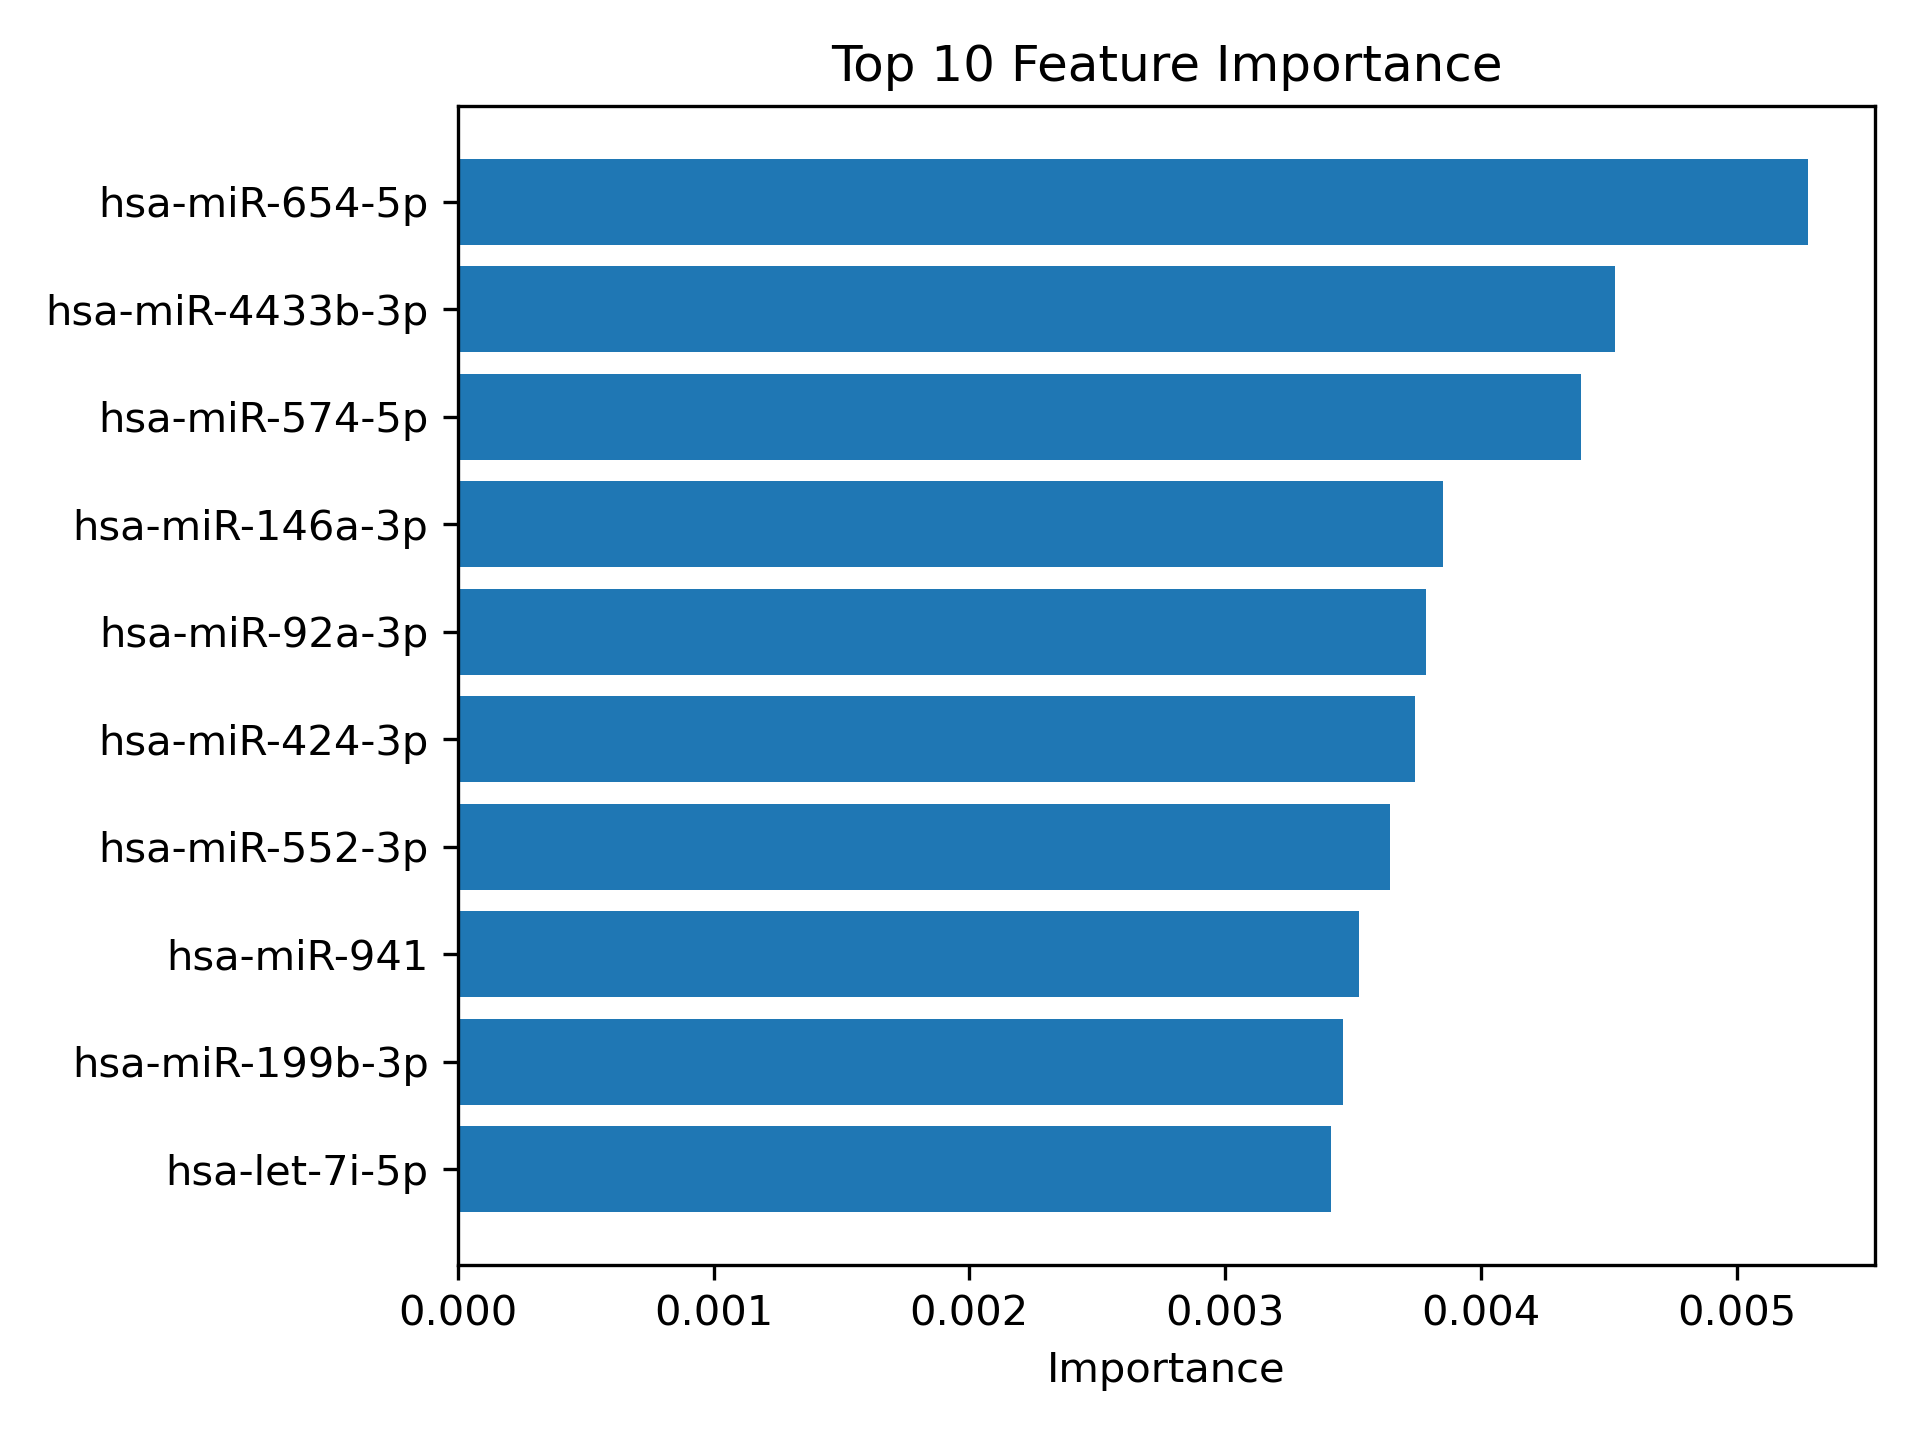 Top 10 Feature Importance
hsa-miR-654-5p
hsa-miR-4433b-3p
hsa-miR-574-5p
hsa-miR-146a-3p
hsa-miR-92a-3p
hsa-miR-424-3p
hsa-miR-552-3p
hsa-miR-941
hsa-miR-199b-3p
hsa-let-7i-5p
0.000 0.001 0.002 0.003 0.004 0.005
Importance